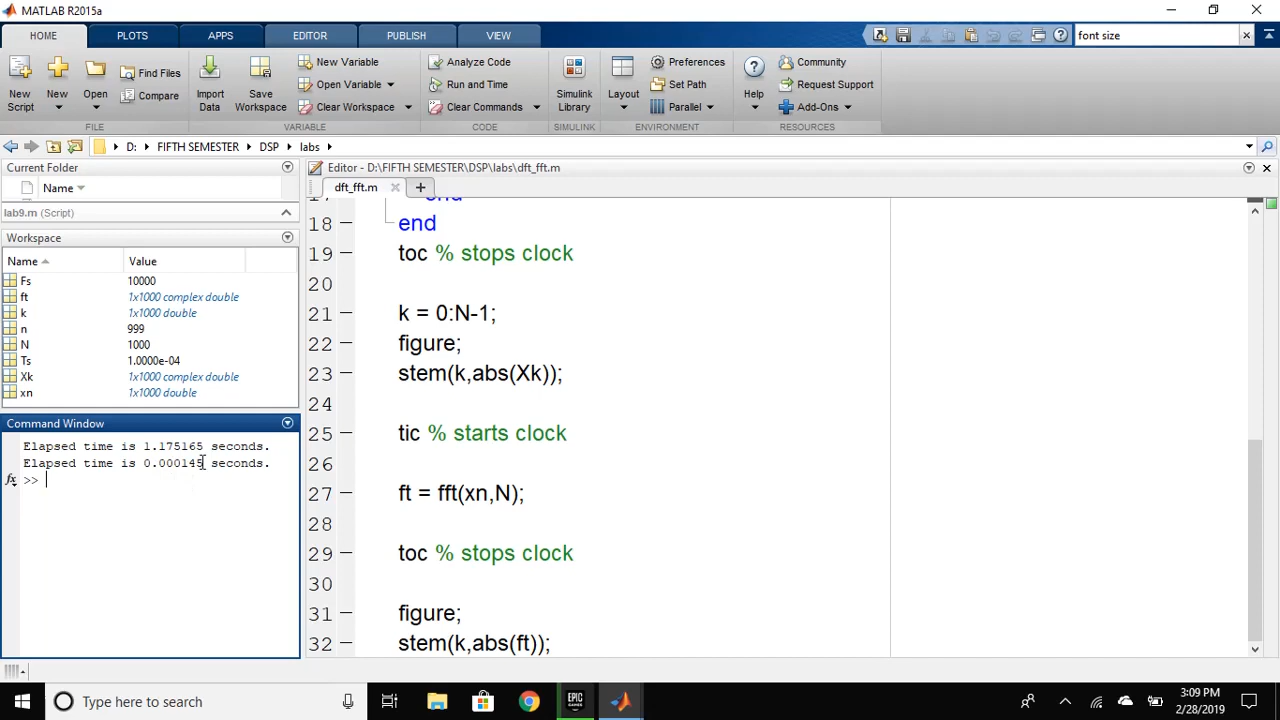 MATLAB R2015a
HOME PLOTS APPS EDITOR PUBLISH VIEW font size
New Script New Open Find Files Compare Import Data Save Workspace New Variable Open Variable Clear Workspace Analyze Code Run and Time Clear Commands Simulink Library Layout Preferences Set Path Parallel Help Community Request Support Add-Ons
FILE VARIABLE CODE SIMULINK ENVIRONMENT RESOURCES
D: FIFTH SEMESTER DSP labs
Current Folder
Name
lab9.m (Script)
Workspace
Name Value
Fs 10000
ft 1x1000 complex double
k 1x1000 double
n 999
N 1000
Ts 1.0000e-04
Xk 1x1000 complex double
xn 1x1000 double
Command Window
Elapsed time is 1.175165 seconds.
Elapsed time is 0.000145 seconds.
fx >>
Editor - D:\FIFTH SEMESTER\DSP\labs\dft_fft.m
dft_fft.m
17 end
18 end
19 toc % stops clock
20
21 k = 0:N-1;
22 figure;
23 stem(k,abs(Xk));
24
25 tic % starts clock
26
27 ft = fft(xn,N);
28
29 toc % stops clock
30
31 figure;
32 stem(k,abs(ft));
Type here to search
EPIC GAMES
3:09 PM
2/28/2019